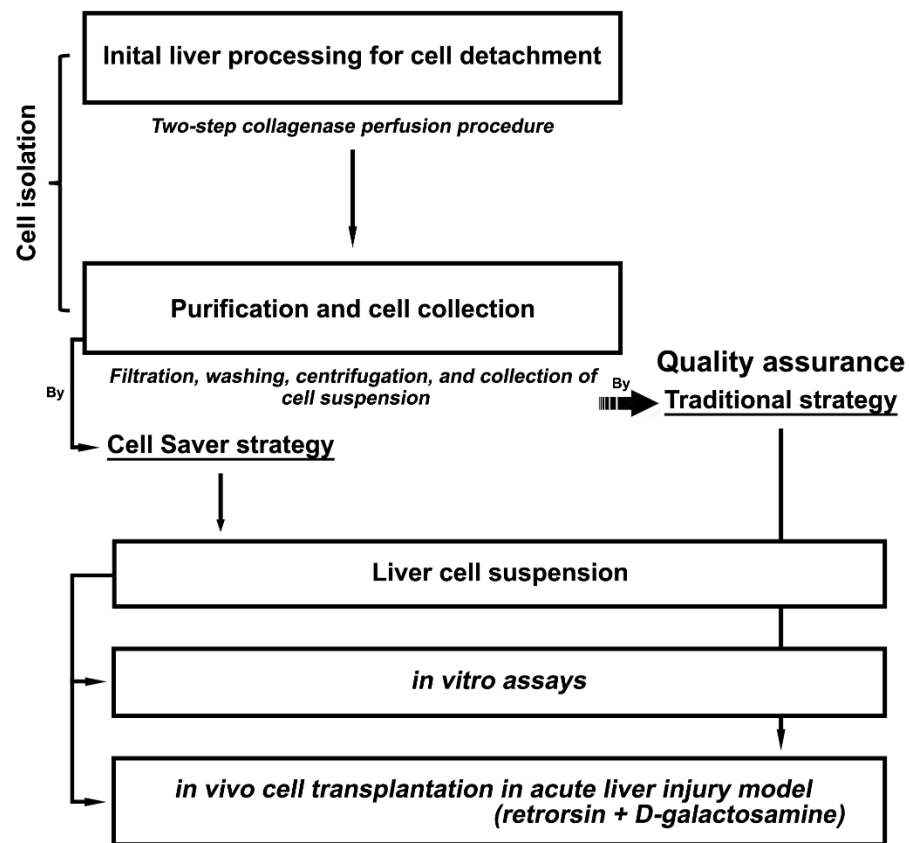 Inital liver processing for cell detachment
Two-step collagenase perfusion procedure
Cell isolation
Purification and cell collection
Filtration, washing, centrifugation, and collection of
cell suspension
By
By
Quality assurance
Traditional strategy
Cell Saver strategy
Liver cell suspension
in vitro assays
in vivo cell transplantation in acute liver injury model
(retrorsin + D-galactosamine)